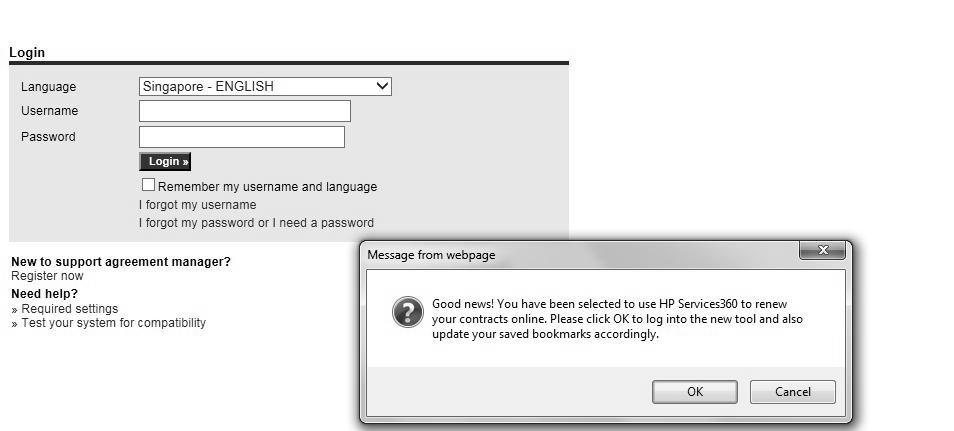 Login
Language
Singapore - ENGLISH
Username
Password
Login »
Remember my username and language
I forgot my username
I forgot my password or I need a password
New to support agreement manager?
Register now
Need help?
» Required settings
» Test your system for compatibility
Message from webpage
Good news! You have been selected to use HP Services360 to renew
your contracts online. Please click OK to log into the new tool and also
update your saved bookmarks accordingly.
OK
Cancel